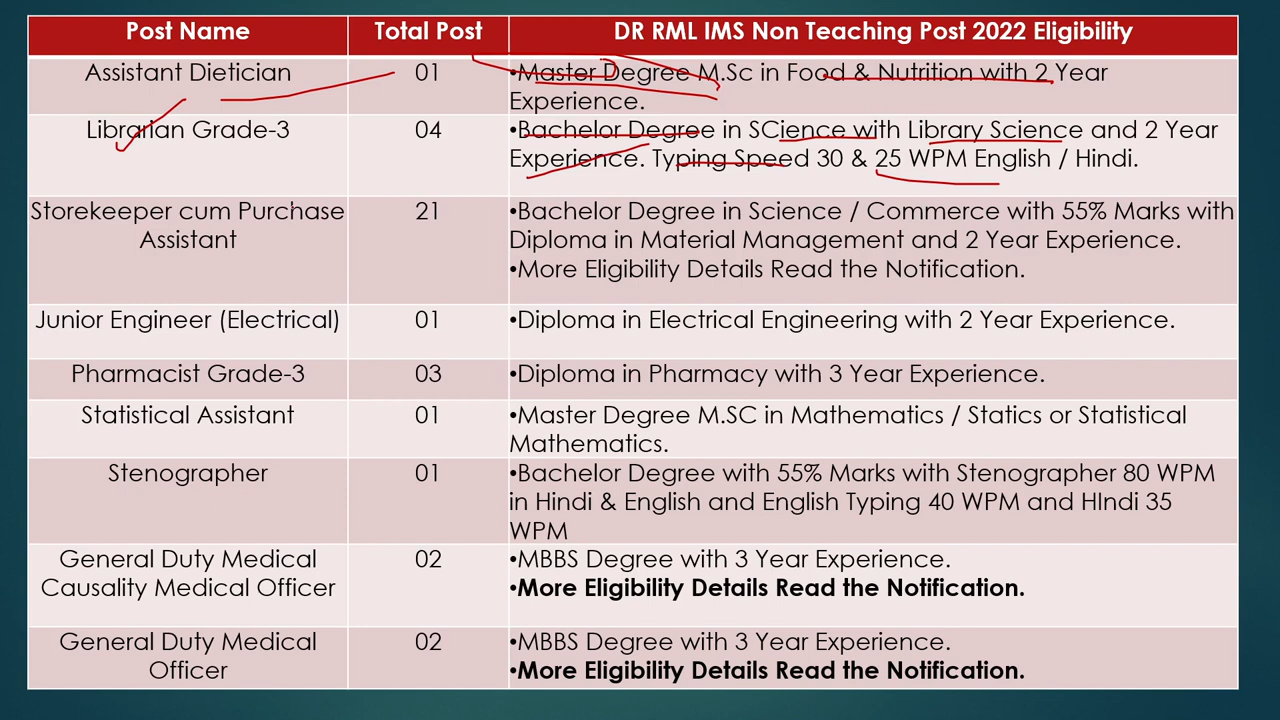 Post Name Total Post DR RML IMS Non Teaching Post 2022 Eligibility
Assistant Dietician 01 •Master Degree M.Sc in Food & Nutrition with 2 Year
Experience.
Librarian Grade-3 04 •Bachelor Degree in SCience with Library Science and 2 Year
Experience. Typing Speed 30 & 25 WPM English / Hindi.
Storekeeper cum Purchase 21 •Bachelor Degree in Science / Commerce with 55% Marks with
Assistant Diploma in Material Management and 2 Year Experience.
•More Eligibility Details Read the Notification.
Junior Engineer (Electrical) 01 •Diploma in Electrical Engineering with 2 Year Experience.
Pharmacist Grade-3 03 •Diploma in Pharmacy with 3 Year Experience.
Statistical Assistant 01 •Master Degree M.SC in Mathematics / Statics or Statistical
Mathematics.
Stenographer 01 •Bachelor Degree with 55% Marks with Stenographer 80 WPM
in Hindi & English and English Typing 40 WPM and HIndi 35
WPM
General Duty Medical 02 •MBBS Degree with 3 Year Experience.
Causality Medical Officer •More Eligibility Details Read the Notification.
General Duty Medical 02 •MBBS Degree with 3 Year Experience.
Officer •More Eligibility Details Read the Notification.